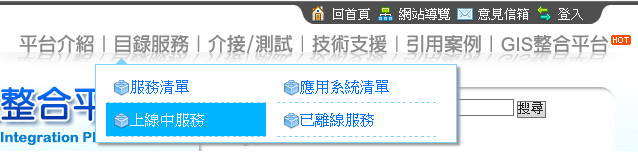 回首頁 網站導覽 意見信箱 登入
平台介紹 | 目錄服務 | 介接/測試 | 技術支援 | 引用案例 | GIS整合平台 HOT
服務清單 應用系統清單
整合平
上線中服務 已離線服務
搜尋
Integration Pl